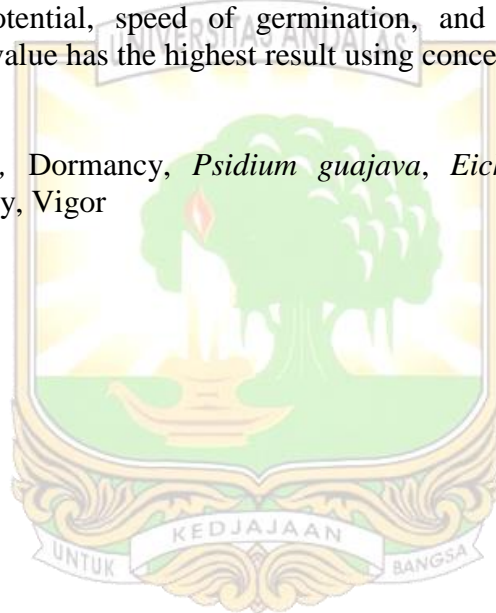 otential, speed of germination, and
value has the highest result using conce
UNIVERSITAS ANDALAS
, Dormancy, Psidium guajava, Eich
y, Vigor
KEDJAJAAN
UNTUK BANGSA